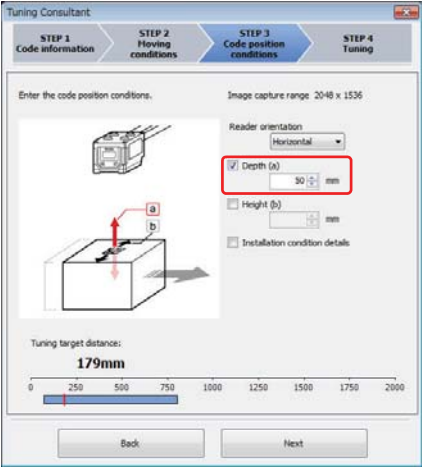 Tuning Consultant
STEP 1
Code information
STEP 2
Moving
conditions
STEP 3
Code position
conditions
STEP 4
Tuning
Enter the code position conditions.
Image capture range 2048 x 1536
Reader orientation
Horizontal
Depth (a)
50 mm
Height (b)
mm
Installation condition details
a
b
Tuning target distance:
179mm
0 250 500 750 1000 1250 1500 1750 2000
Back Next